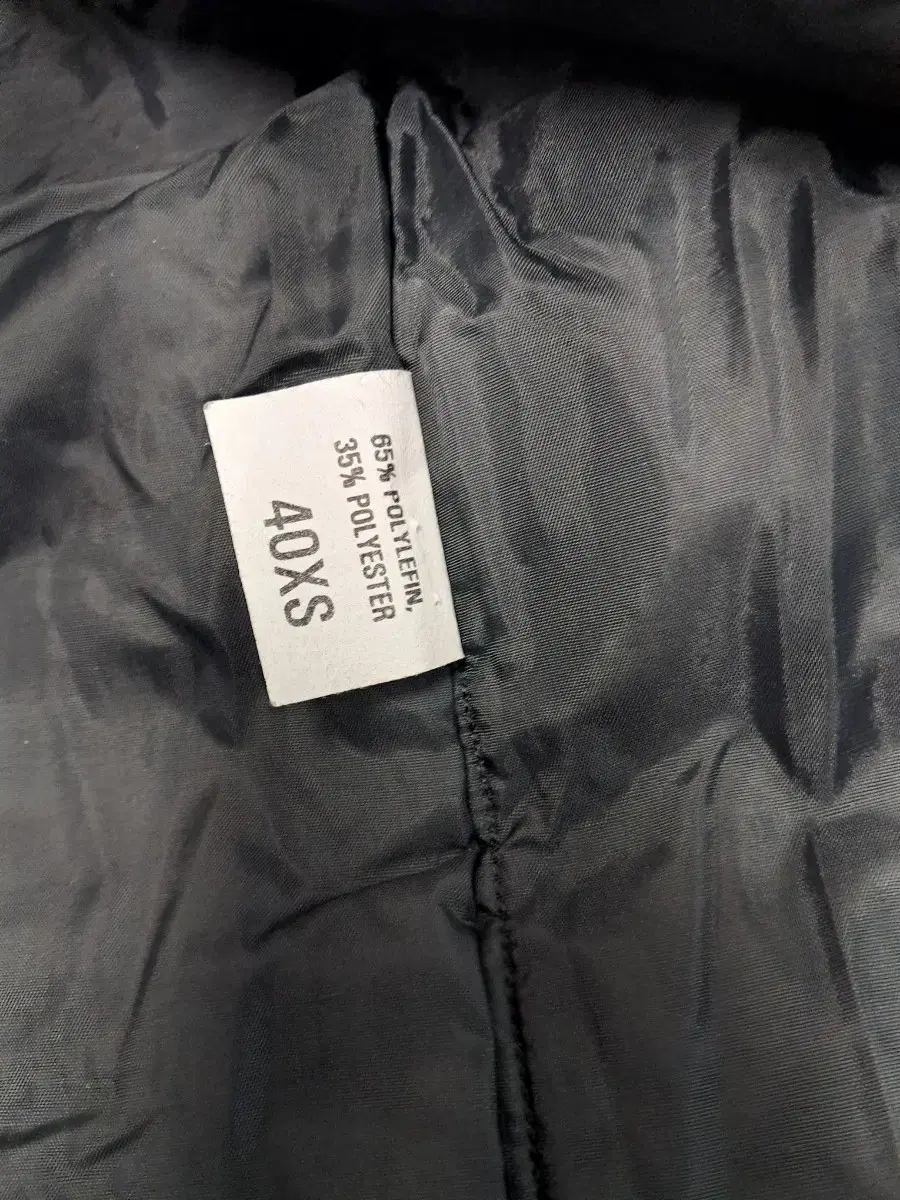 65% POLYLEFIN,
35% POLYESTER
40XS